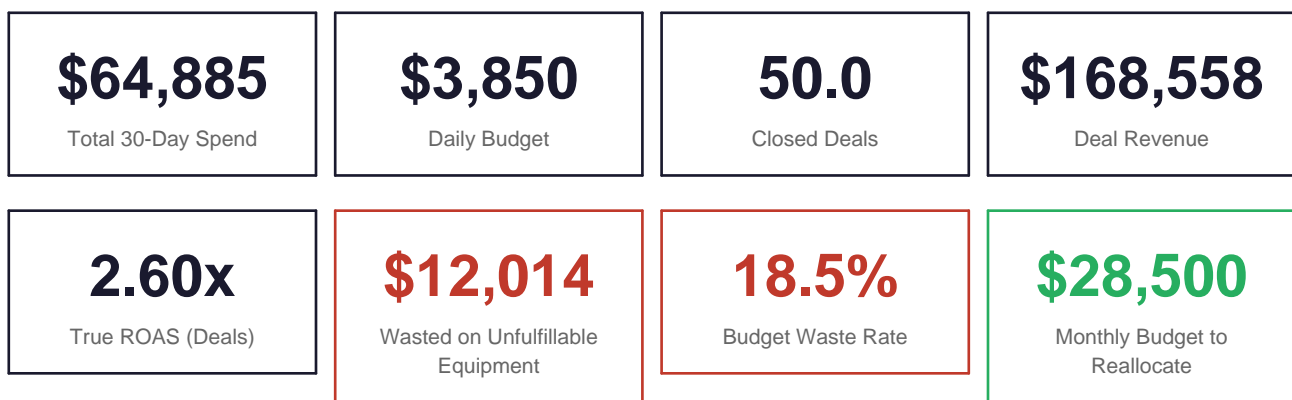 $64,885
Total 30-Day Spend
$3,850
Daily Budget
50.0
Closed Deals
$168,558
Deal Revenue
2.60x
True ROAS (Deals)
$12,014
Wasted on Unfulfillable
Equipment
18.5%
Budget Waste Rate
$28,500
Monthly Budget to
Reallocate